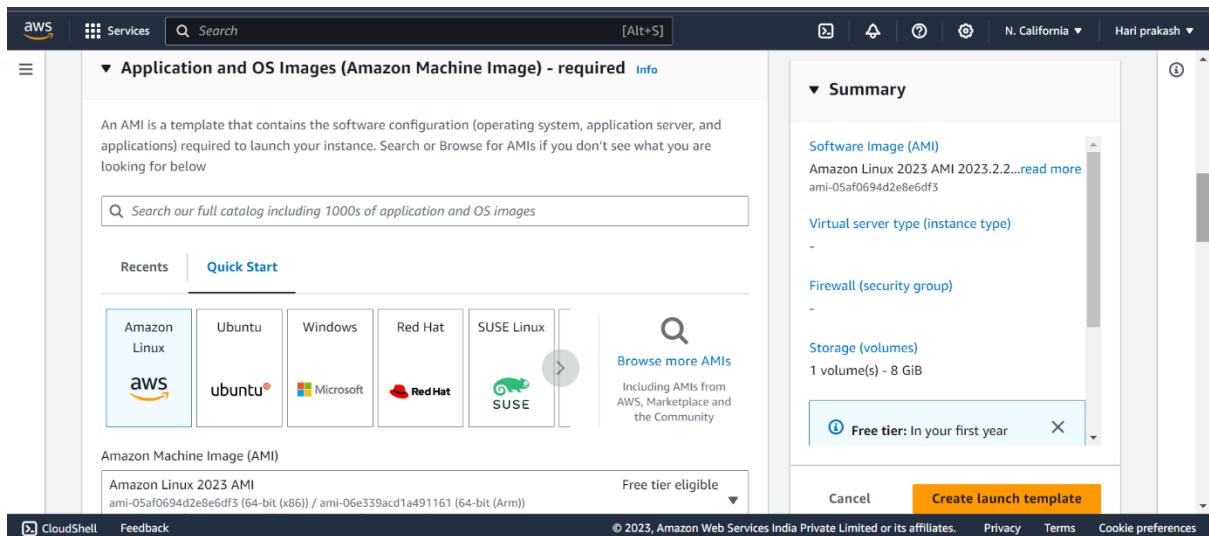 aws
Services
Search
[Alt+S]
N. California
Hari prakash
Application and OS Images (Amazon Machine Image) - required Info
An AMI is a template that contains the software configuration (operating system, application server, and
applications) required to launch your instance. Search or Browse for AMIs if you don't see what you are
looking for below
Search our full catalog including 1000s of application and OS images
Recents
Quick Start
Amazon
Linux
aws
Ubuntu
ubuntu
Windows
Microsoft
Red Hat
Red Hat
SUSE Linux
SUSE
Browse more AMIs
Including AMIs from
AWS, Marketplace and
the Community
Amazon Machine Image (AMI)
Amazon Linux 2023 AMI
Free tier eligible
ami-05af0694d2e8e6df3 (64-bit (x86)) / ami-06e339acd1a491161 (64-bit (Arm))
Summary
Software Image (AMI)
Amazon Linux 2023 AMI 2023.2.2...read more
ami-05af0694d2e8e6df3
Virtual server type (instance type)
-
Firewall (security group)
-
Storage (volumes)
1 volume(s) - 8 GiB
Free tier: In your first year
Cancel
Create launch template
CloudShell
Feedback
© 2023, Amazon Web Services India Private Limited or its affiliates.
Privacy
Terms
Cookie preferences